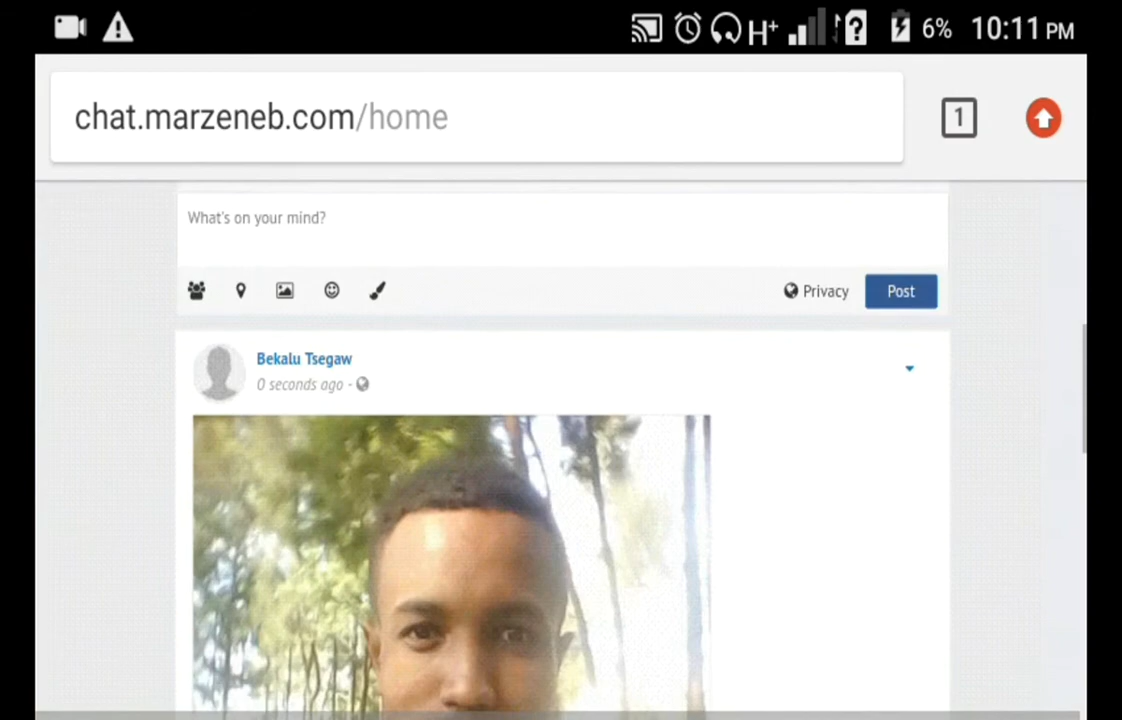 H+ 6% 10:11 PM
chat.marzeneb.com/home 1
What's on your mind?
Privacy Post
Bekalu Tsegaw
0 seconds ago -